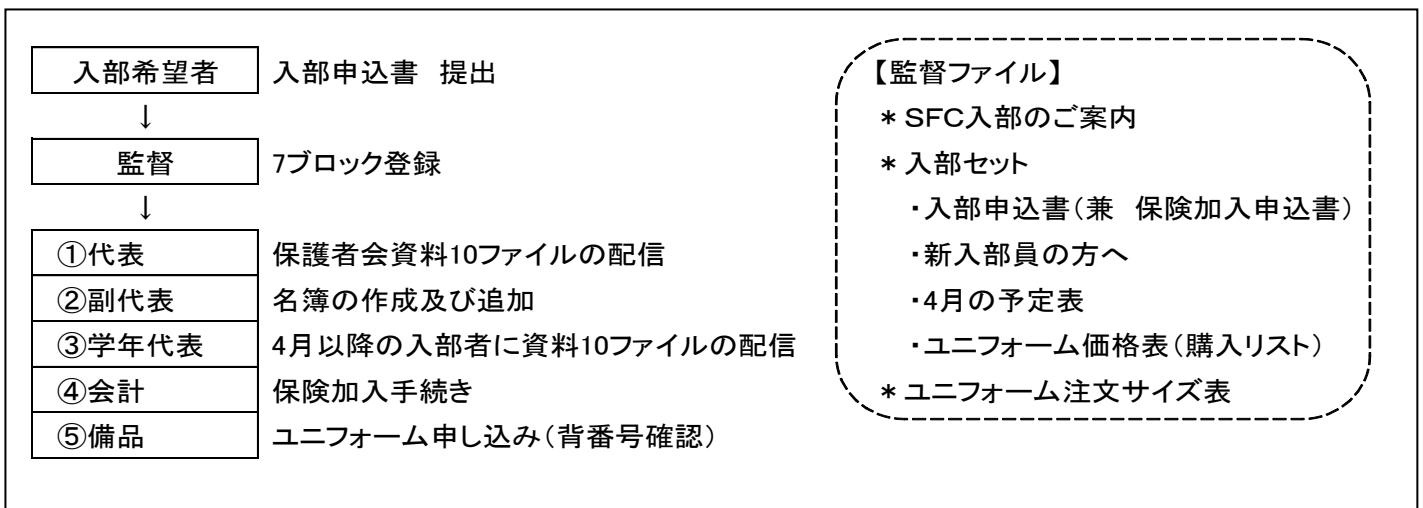 入部希望者 入部申込書 提出
↓
監督 7ブロック登録
↓
①代表 保護者会資料10ファイルの配信
②副代表 名簿の作成及び追加
③学年代表 4月以降の入部者に資料10ファイルの配信
④会計 保険加入手続き
⑤備品 ユニフォーム申し込み(背番号確認)
【監督ファイル】
*SFC入部のご案内
*入部セット
・入部申込書(兼 保険加入申込書)
・新入部員の方へ
・4月の予定表
・ユニフォーム価格表(購入リスト)
*ユニフォーム注文サイズ表